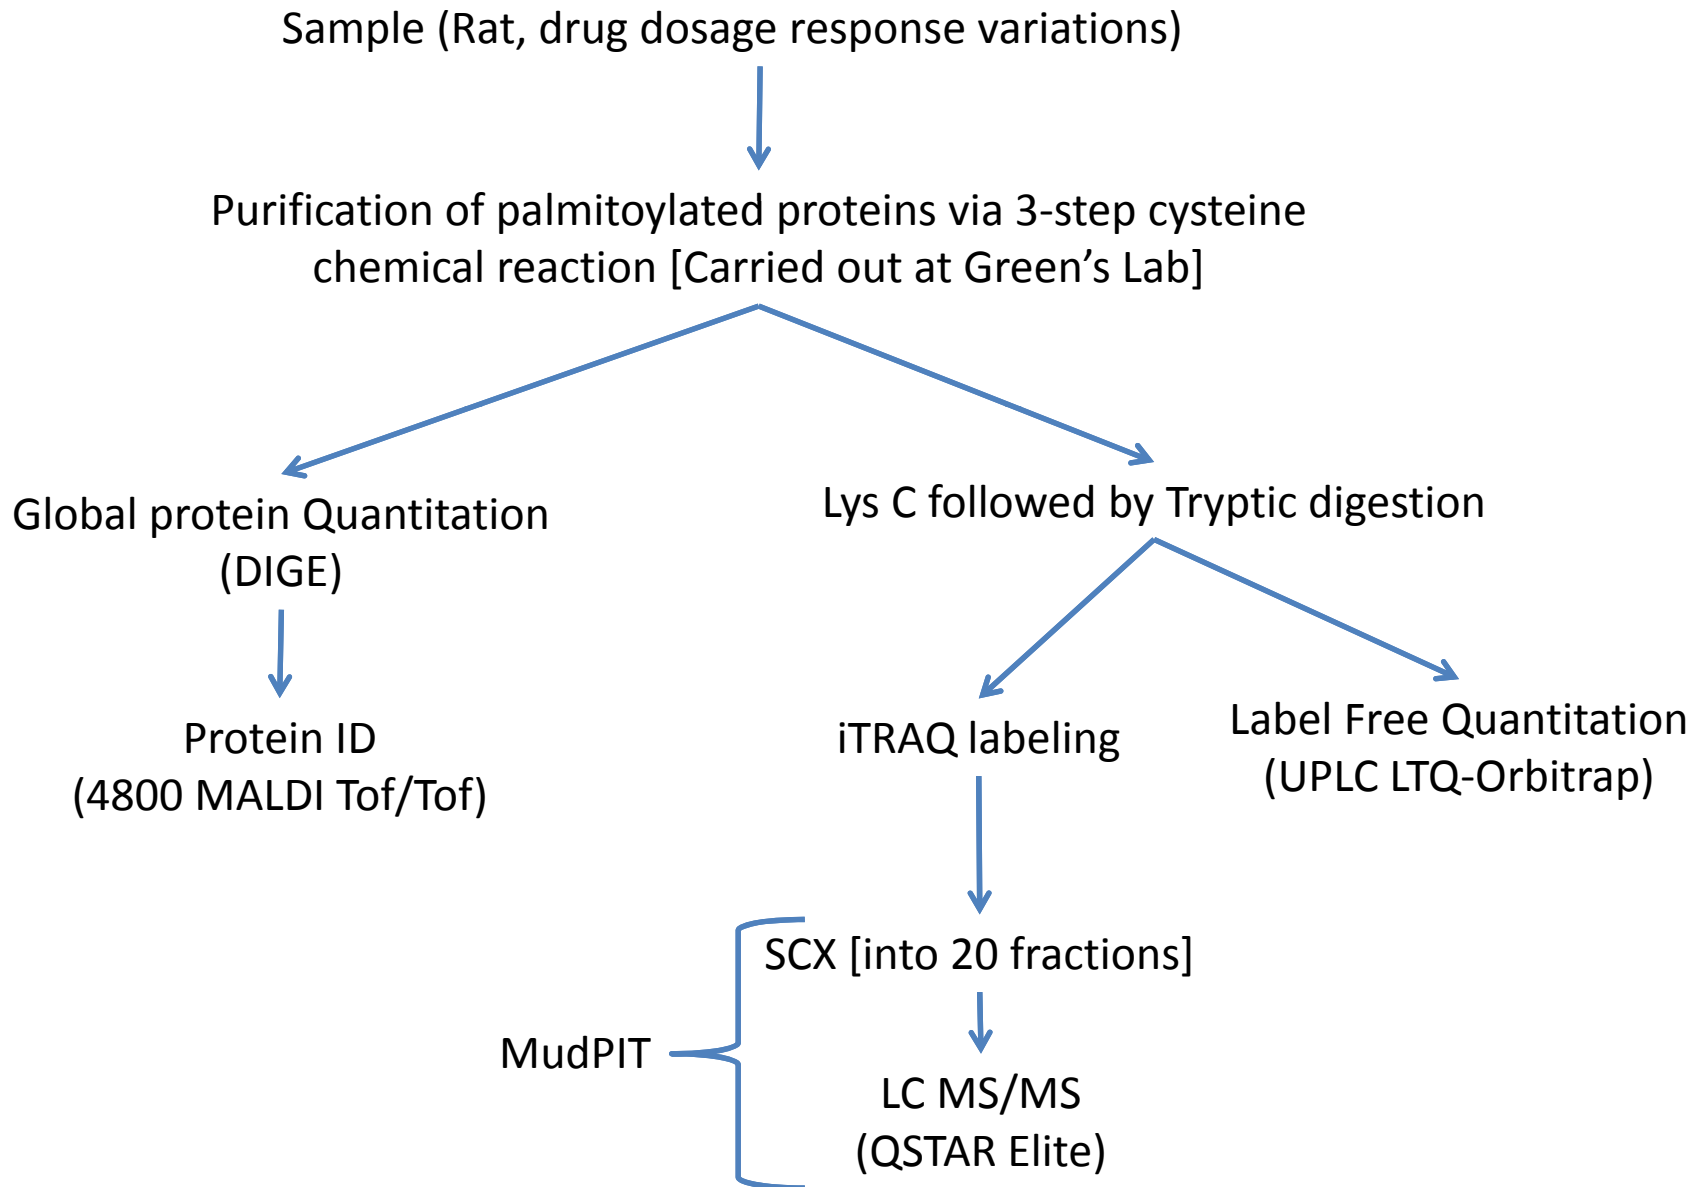 Sample (Rat, drug dosage response variations)
Purification of palmitoylated proteins via 3-step cysteine
chemical reaction [Carried out at Green’s Lab]
Global protein Quantitation
(DIGE)
Lys C followed by Tryptic digestion
Protein ID
(4800 MALDI Tof/Tof)
iTRAQ labeling
Label Free Quantitation
(UPLC LTQ-Orbitrap)
SCX [into 20 fractions]
MudPIT
LC MS/MS
(QSTAR Elite)